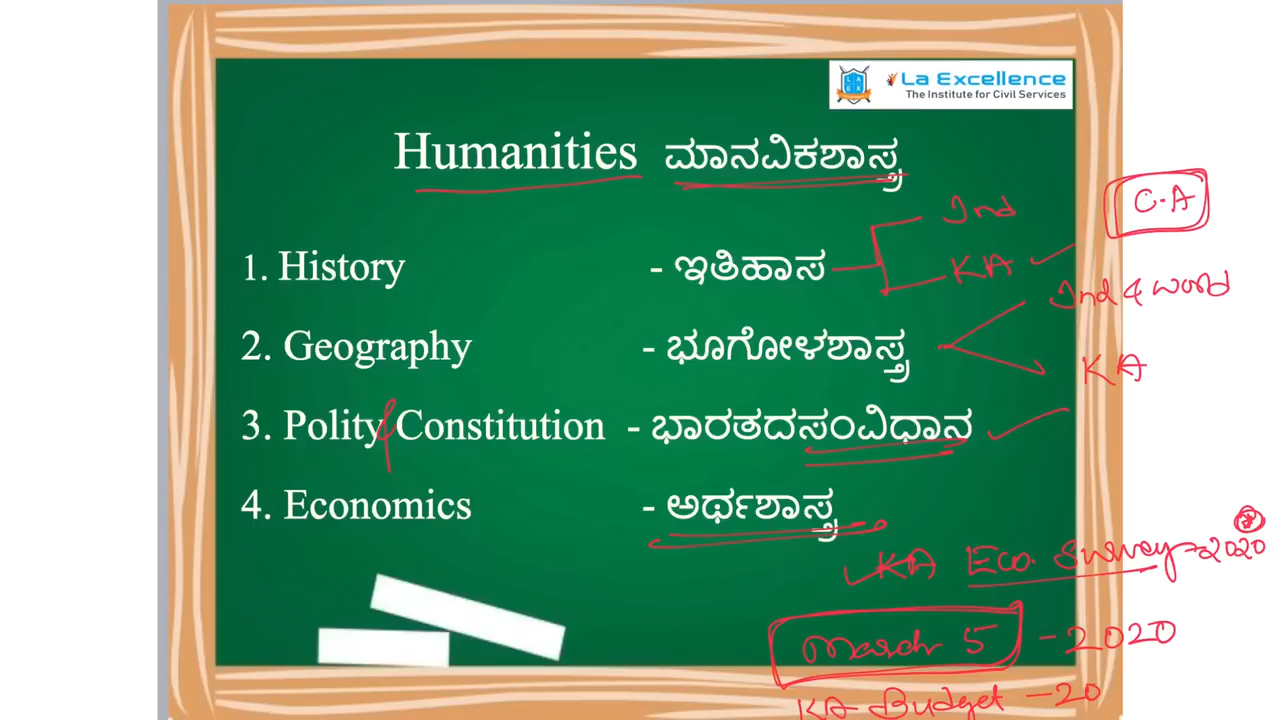 La Excellence
The Institute for Civil Services
Humanities ಮಾನವಿಕಶಾಸ್ತ್ರ
C.A
Ind
1. History - ಇತಿಹಾಸ
KA
Ind & world
2. Geography - ಭೂಗೋಳಶಾಸ್ತ್ರ
KA
3. Polity & Constitution - ಭಾರತದಸಂವಿಧಾನ
4. Economics - ಅರ್ಥಶಾಸ್ತ್ರ
KA Eco. Survey - 2020
March 5 - 2020
KA Budget - 20